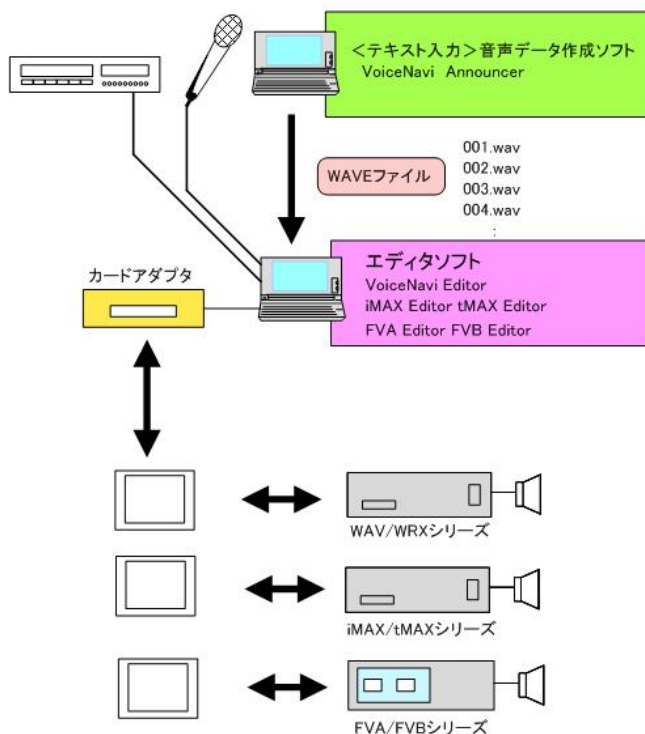 ＜テキスト入力＞音声データ作成ソフト
VoiceNavi Announcer
WAVEファイル
001.wav
002.wav
003.wav
004.wav
:
カードアダプタ
エディタソフト
VoiceNavi Editor
iMAX Editor tMAX Editor
FVA Editor FVB Editor
WAV/WRXシリーズ
iMAX/tMAXシリーズ
FVA/FVBシリーズ